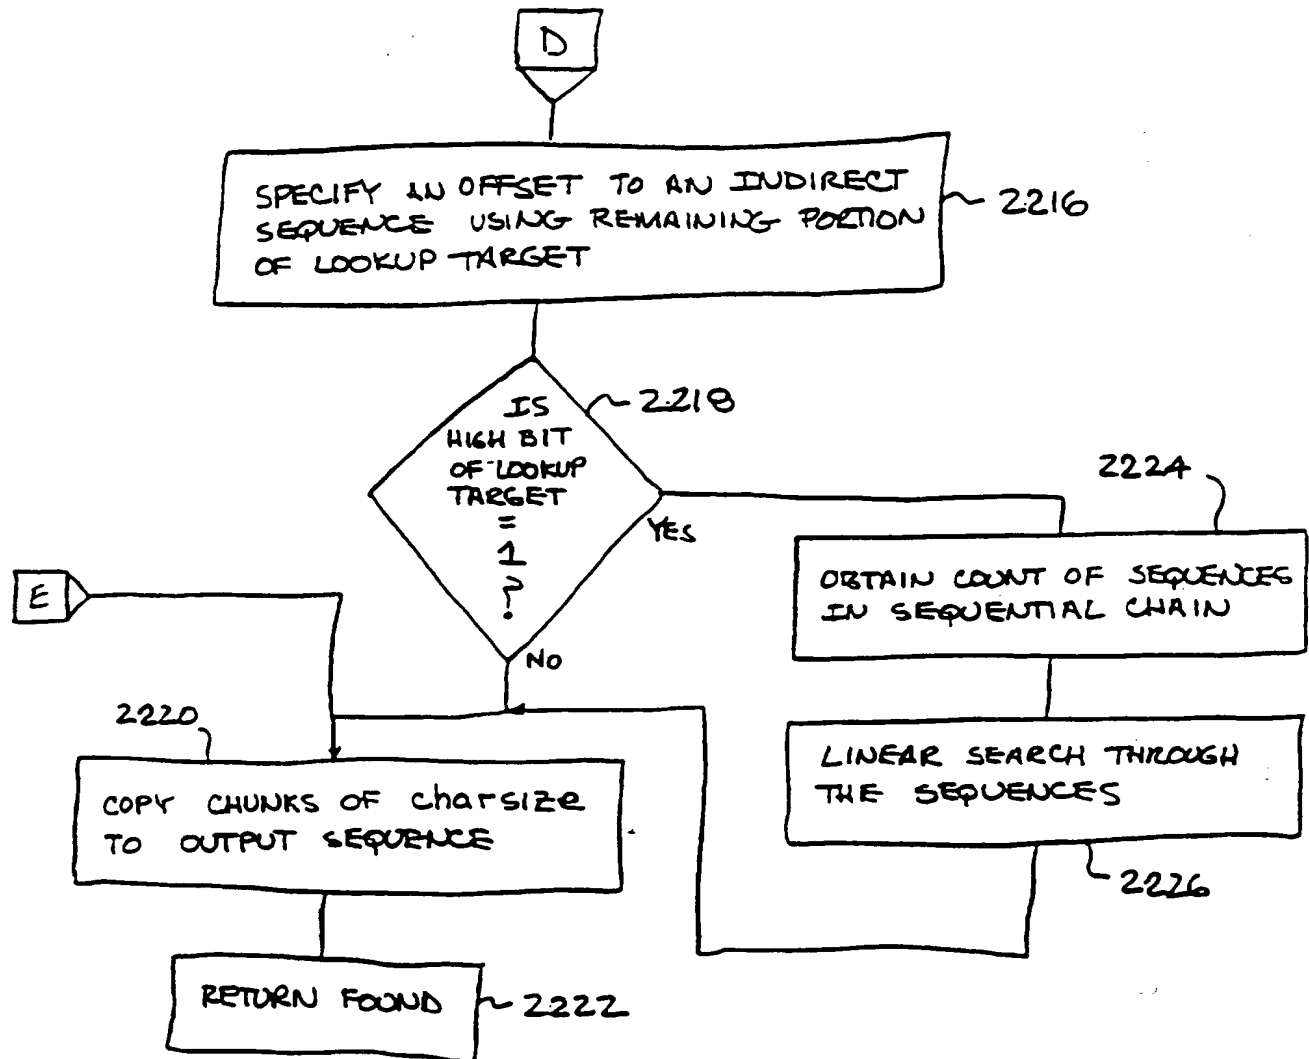 D
SPECIFY AN OFFSET TO AN INDIRECT
SEQUENCE USING REMAINING PORTION
OF LOOKUP TARGET
2216
IS
HIGH BIT
OF LOOKUP
TARGET
=
1
?
2218
YES
NO
2224
OBTAIN COUNT OF SEQUENCES
IN SEQUENTIAL CHAIN
E
2220
COPY CHUNKS OF charsize
TO OUTPUT SEQUENCE
LINEAR SEARCH THROUGH
THE SEQUENCES
2226
RETURN FOUND
2222